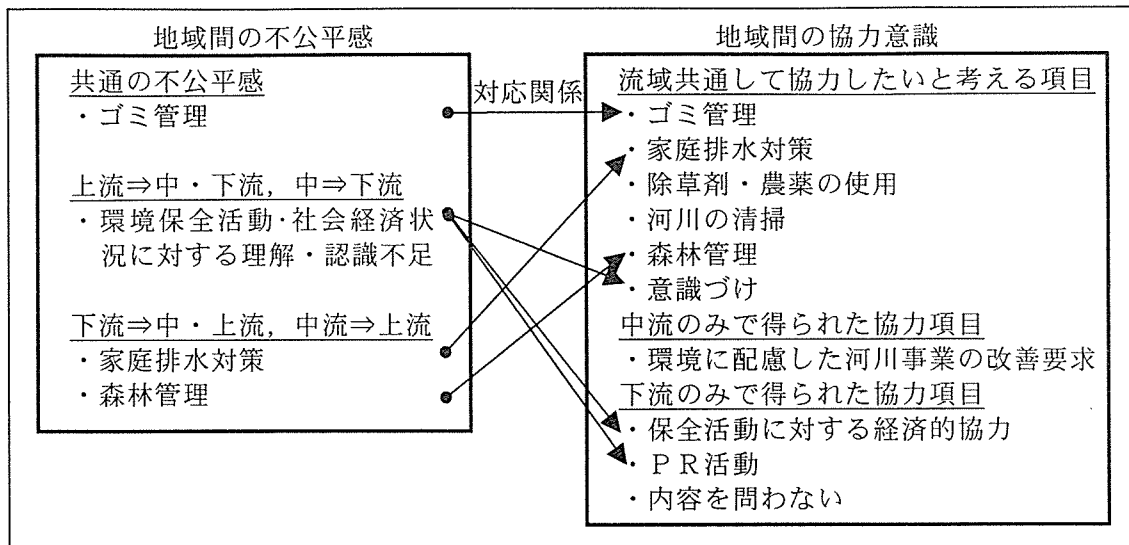 地域間の不公平感
共通の不公平感
・ゴミ管理
上流⇒中・下流，中⇒下流
・環境保全活動・社会経済状
況に対する理解・認識不足
下流⇒中・上流，中流⇒上流
・家庭排水対策
・森林管理
対応関係
地域間の協力意識
流域共通して協力したいと考える項目
・ゴミ管理
・家庭排水対策
・除草剤・農薬の使用
・河川の清掃
・森林管理
・意識づけ
中流のみで得られた協力項目
・環境に配慮した河川事業の改善要求
下流のみで得られた協力項目
・保全活動に対する経済的協力
・ＰＲ活動
・内容を問わない